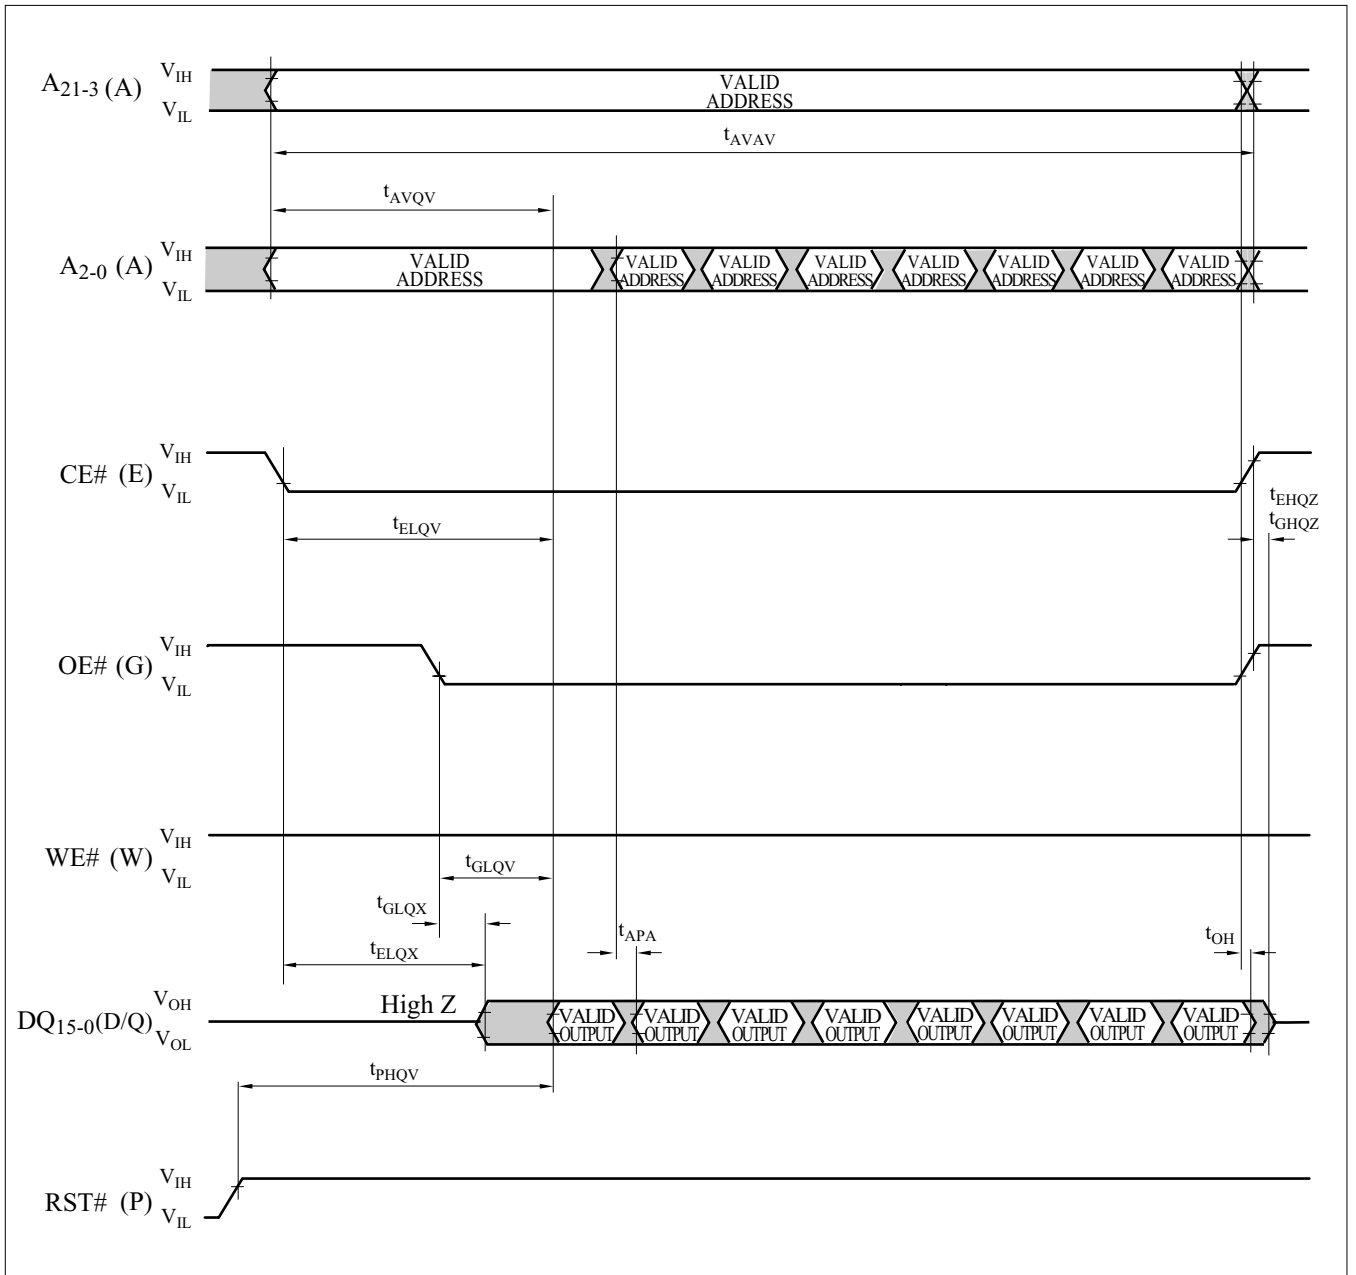 A21-3 (A) VIH VIL
VALID
ADDRESS
tAVAV
tAVQV
A2-0 (A) VIH VIL
VALID
ADDRESS
VALID
ADDRESS
VALID
ADDRESS
VALID
ADDRESS
VALID
ADDRESS
VALID
ADDRESS
VALID
ADDRESS
VALID
ADDRESS
CE# (E) VIH VIL
tEHQZ
tGHQZ
tELQV
OE# (G) VIH VIL
WE# (W) VIH VIL
tGLQV
tGLQX
tAPA
tOH
tELQX
High Z
DQ15-0(D/Q) VOH VOL
VALID
OUTPUT
VALID
OUTPUT
VALID
OUTPUT
VALID
OUTPUT
VALID
OUTPUT
VALID
OUTPUT
VALID
OUTPUT
VALID
OUTPUT
tPHQV
RST# (P) VIH VIL